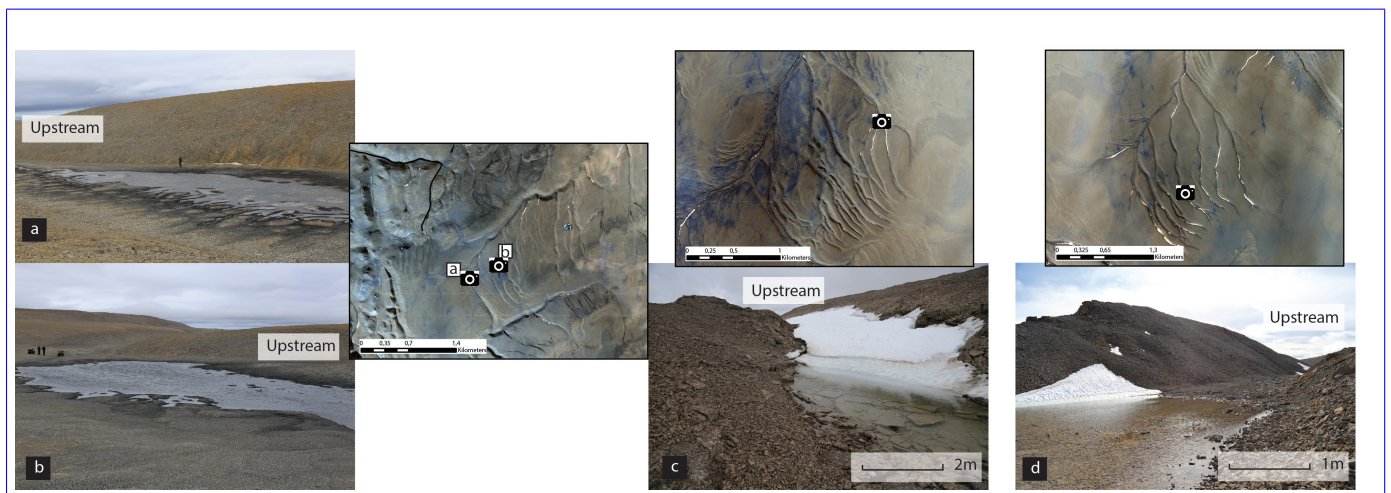 Upstream
a
Upstream
b
a
b
0 0,35 0,7 1,4
Kilometers
0 0,25 0,5 1
Kilometers
Upstream
c
2m
0 0,325 0,65 1,3
Kilometers
Upstream
d
1m